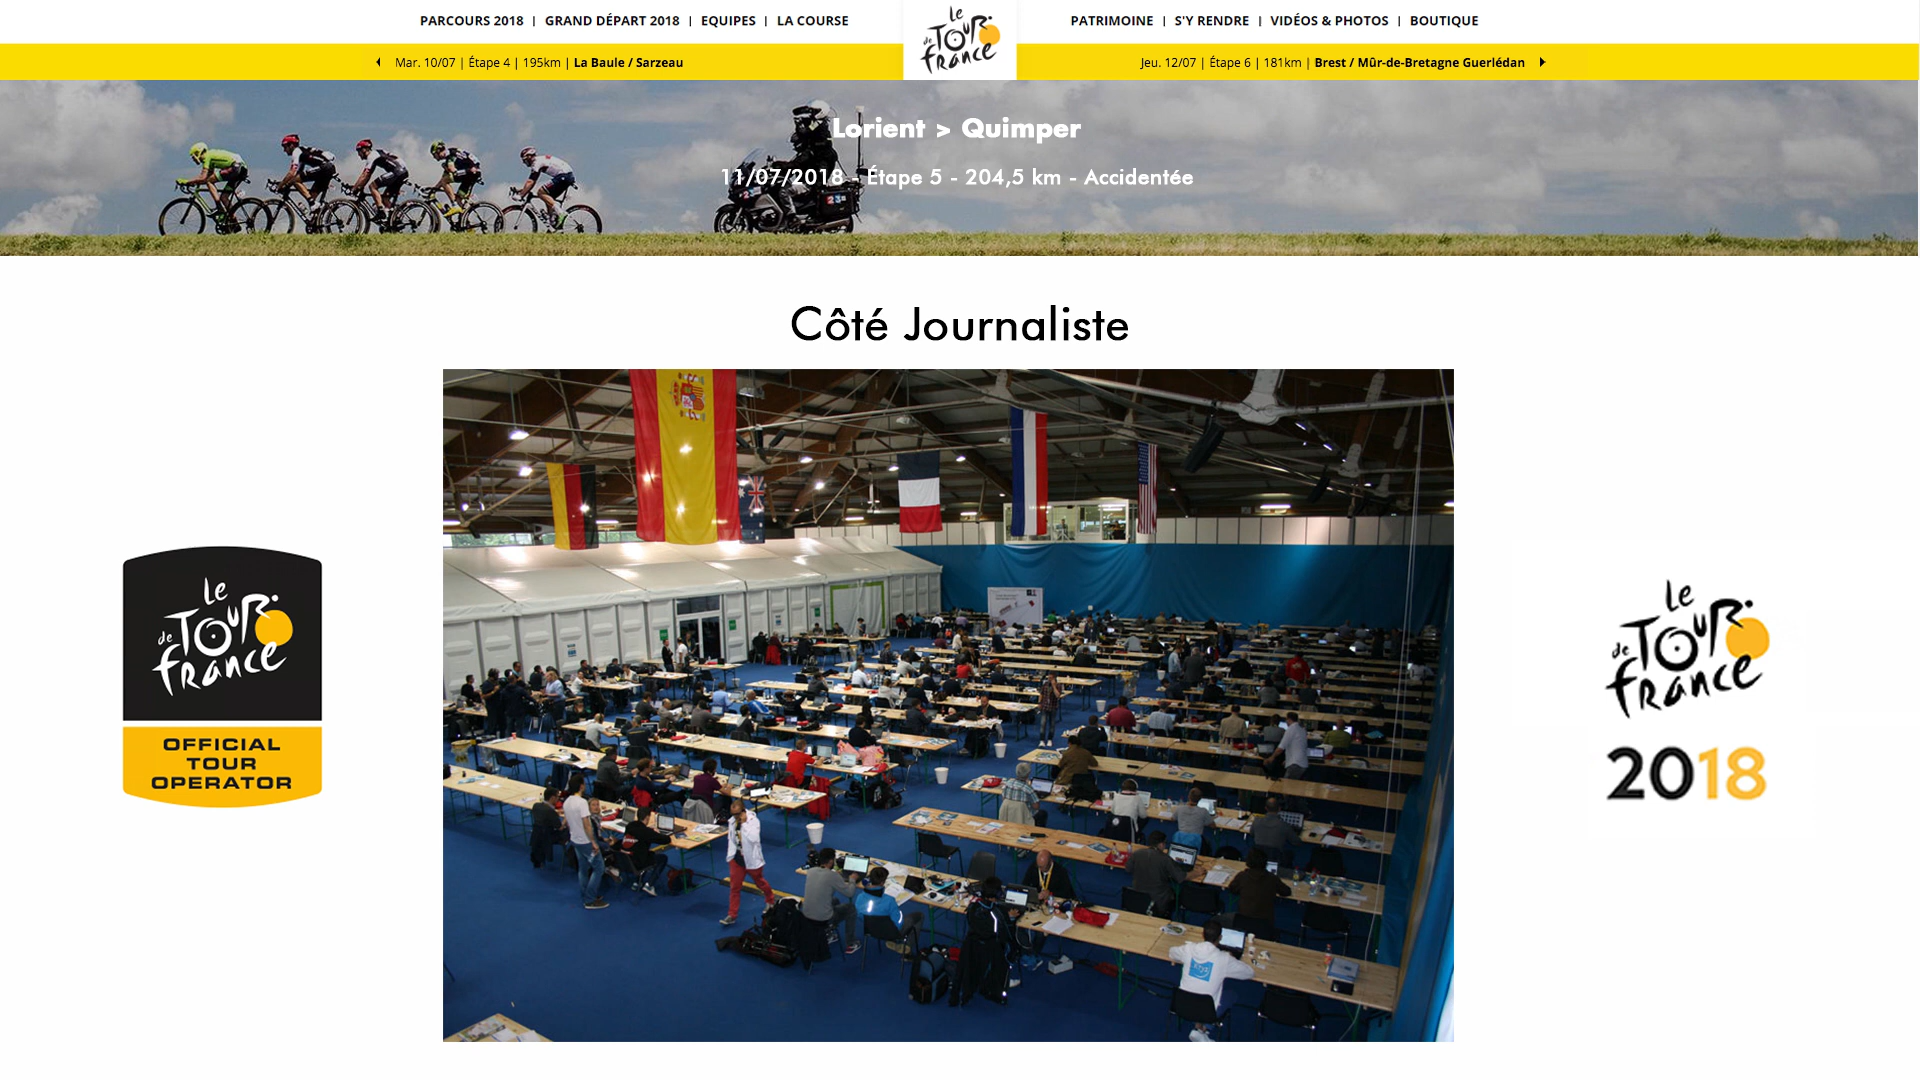 PARCOURS 2018 | GRAND DÉPART 2018 | EQUIPES | LA COURSE
Le Tour de France
PATRIMOINE | S'Y RENDRE | VIDÉOS & PHOTOS | BOUTIQUE
Mar. 10/07 | Étape 4 | 195km | La Baule / Sarzeau
Jeu. 12/07 | Étape 6 | 181km | Brest / Mûr-de-Bretagne Guerlédan
Lorient > Quimper
11/07/2018 - Étape 5 - 204,5 km - Accidentée
Côté Journaliste
Le Tour de France
OFFICIAL
TOUR
OPERATOR
Le Tour de France
2018